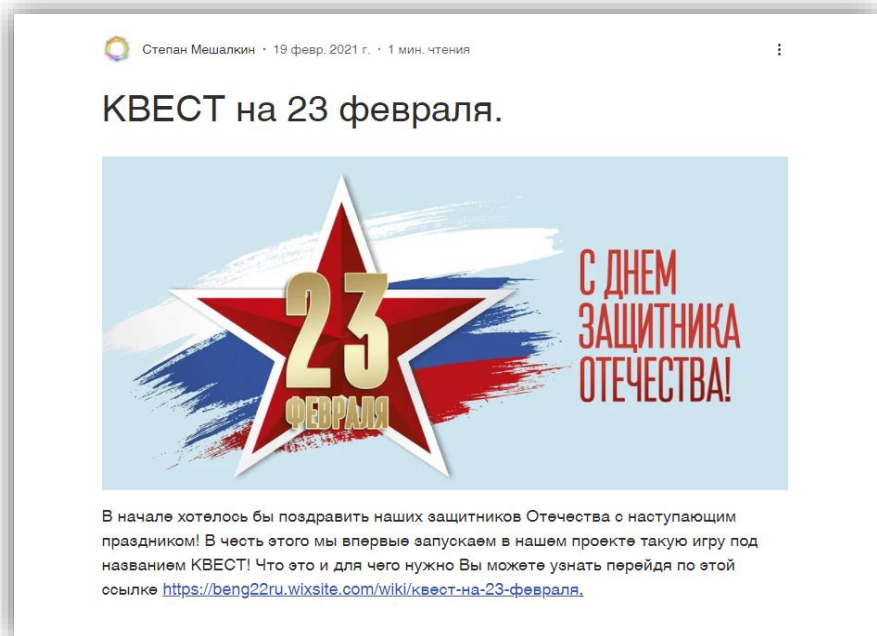 Степан Мешалкин · 19 февр. 2021 г. · 1 мин. чтения
КВЕСТ на 23 февраля.
23
ФЕВРАЛЯ
С ДНЕМ
ЗАЩИТНИКА
ОТЕЧЕСТВА!
В начале хотелось бы поздравить наших защитников Отечества с наступающим
праздником! В честь этого мы впервые запускаем в нашем проекте такую игру под
названием КВЕСТ! Что это и для чего нужно Вы можете узнать перейдя по этой
ссылке https://beng22ru.wixsite.com/wiki/квест-на-23-февраля.